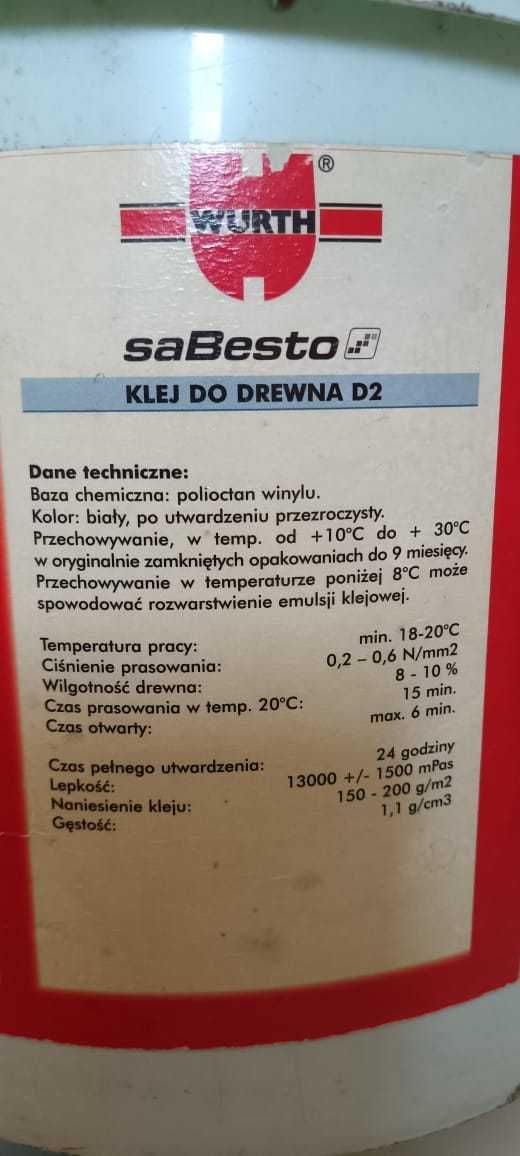 ®
WURTH
saBesto
KLEJ DO DREWNA D2
Dane techniczne:
Baza chemiczna: polioctan winylu.
Kolor: biały, po utwardzeniu przezroczysty.
Przechowywanie, w temp. od +10°C do + 30°C
w oryginalnie zamkniętych opakowaniach do 9 miesięcy.
Przechowywanie w temperaturze poniżej 8°C może
spowodować rozwarstwienie emulsji klejowej.
Temperatura pracy: min. 18-20°C
Ciśnienie prasowania: 0,2 – 0,6 N/mm2
Wilgotność drewna: 8 - 10 %
Czas prasowania w temp. 20°C: 15 min.
Czas otwarty: max. 6 min.
Czas pełnego utwardzenia: 24 godziny
Lepkość: 13000 +/- 1500 mPas
Naniesienie kleju: 150 - 200 g/m2
Gęstość: 1,1 g/cm3